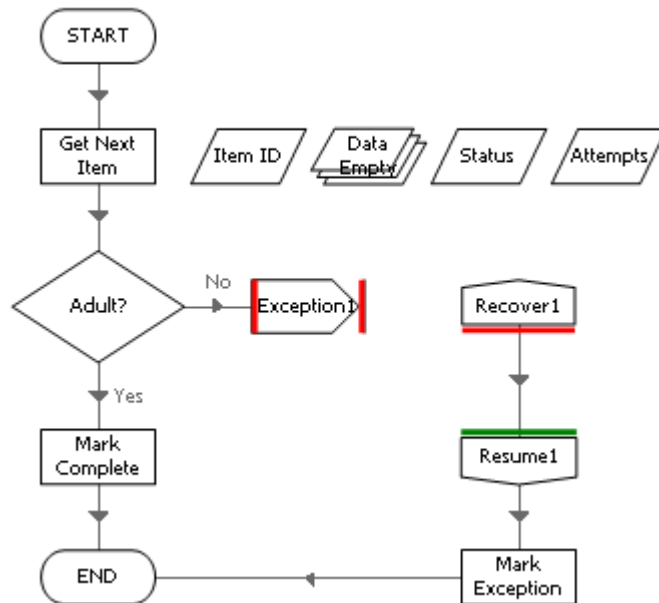 START
Get Next
Item
Item ID
Data
Empty
Status
Attempts
No
Adult?
Exception1
Recover1
Yes
Mark
Complete
Resume1
END
Mark
Exception